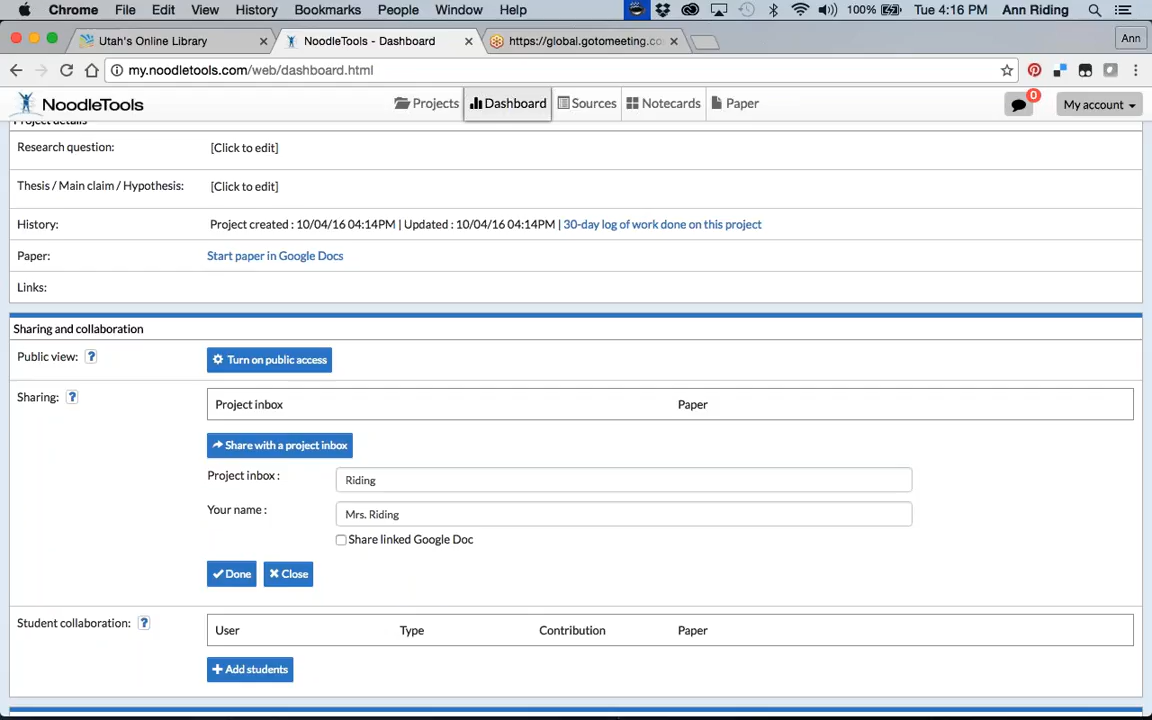 Chrome File Edit View History Bookmarks People Window Help 100% Tue 4:16 PM Ann Riding
Utah's Online Library NoodleTools - Dashboard https://global.gotomeeting.co Ann
my.noodletools.com/web/dashboard.html
NoodleTools Projects Dashboard Sources Notecards Paper 0 My account
Project details
Research question: [Click to edit]
Thesis / Main claim / Hypothesis: [Click to edit]
History: Project created : 10/04/16 04:14PM | Updated : 10/04/16 04:14PM | 30-day log of work done on this project
Paper: Start paper in Google Docs
Links:
Sharing and collaboration
Public view: ? Turn on public access
Sharing: ? Project inbox Paper
Share with a project inbox
Project inbox : Riding
Your name : Mrs. Riding
Share linked Google Doc
Done Close
Student collaboration: ? User Type Contribution Paper
Add students